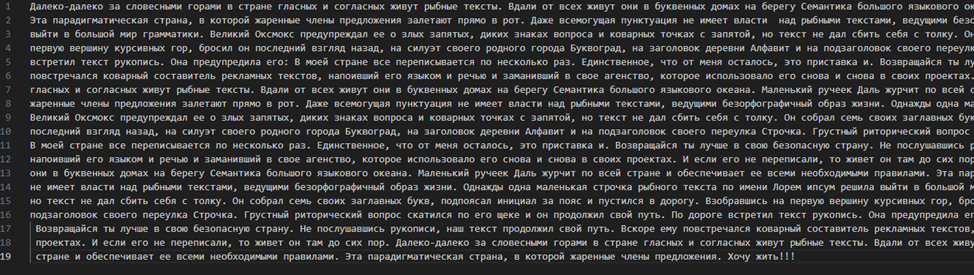 1 Далеко-далеко за словесными горами в стране гласных и согласных живут рыбные тексты. Вдали от всех живут они в буквенных домах на берегу Семантика большого языкового ок
2 Эта парадигматическая страна, в которой жаренные члены предложения залетают прямо в рот. Даже всемогущая пунктуация не имеет власти  над рыбными текстами, ведущими без
3 выйти в большой мир грамматики. Великий Оксмокс предупреждал ее о злых запятых, диких знаках вопроса и коварных точках с запятой, но текст не дал сбить себя с толку. Он
4 первую вершину курсивных гор, бросил он последний взгляд назад, на силуэт своего родного города Буквоград, на заголовок деревни Алфавит и на подзаголовок своего переулк
5 встретил текст рукопись. Она предупредила его: В моей стране все переписывается по несколько раз. Единственное, что от меня осталось, это приставка и. Возвращайся ты лу
6 повстречался коварный составитель рекламных текстов, напоивший его языком и речью и заманивший в свое агенство, которое использовало его снова и снова в своих проектах.
7 гласных и согласных живут рыбные тексты. Вдали от всех живут они в буквенных домах на берегу Семантика большого языкового океана. Маленький ручеек Даль журчит по всей с
8 жаренные члены предложения залетают прямо в рот. Даже всемогущая пунктуация не имеет власти над рыбными текстами, ведущими безорфографичный образ жизни. Однажды одна ма
9 Великий Оксмокс предупреждал ее о злых запятых, диких знаках вопроса и коварных точках с запятой, но текст не дал сбить себя с толку. Он собрал семь своих заглавных бук
10 последний взгляд назад, на силуэт своего родного города Буквоград, на заголовок деревни Алфавит и на подзаголовок своего переулка Строчка. Грустный риторический вопрос
11 В моей стране все переписывается по несколько раз. Единственное, что от меня осталось, это приставка и. Возвращайся ты лучше в свою безопасную страну. Не послушавшись р
12 напоивший его языком и речью и заманивший в свое агенство, которое использовало его снова и снова в своих проектах. И если его не переписали, то живет он там до сих пор
13 они в буквенных домах на берегу Семантика большого языкового океана. Маленький ручеек Даль журчит по всей стране и обеспечивает ее всеми необходимыми правилами. Эта пар
14 не имеет власти над рыбными текстами, ведущими безорфографичный образ жизни. Однажды одна маленькая строчка рыбного текста по имени Лорем ипсум решила выйти в большой м
15 но текст не дал сбить себя с толку. Он собрал семь своих заглавных букв, подпоясал инициал за пояс и пустился в дорогу. Взобравшись на первую вершину курсивных гор, бро
16 подзаголовок своего переулка Строчка. Грустный риторический вопрос скатился по его щеке и он продолжил свой путь. По дороге встретил текст рукопись. Она предупредила ег
17 Возвращайся ты лучше в свою безопасную страну. Не послушавшись рукописи, наш текст продолжил свой путь. Вскоре ему повстречался коварный составитель рекламных текстов,
18 проектах. И если его не переписали, то живет он там до сих пор. Далеко-далеко за словесными горами в стране гласных и согласных живут рыбные тексты. Вдали от всех живу
19 стране и обеспечивает ее всеми необходимыми правилами. Эта парадигматическая страна, в которой жаренные члены предложения. Хочу жить!!!